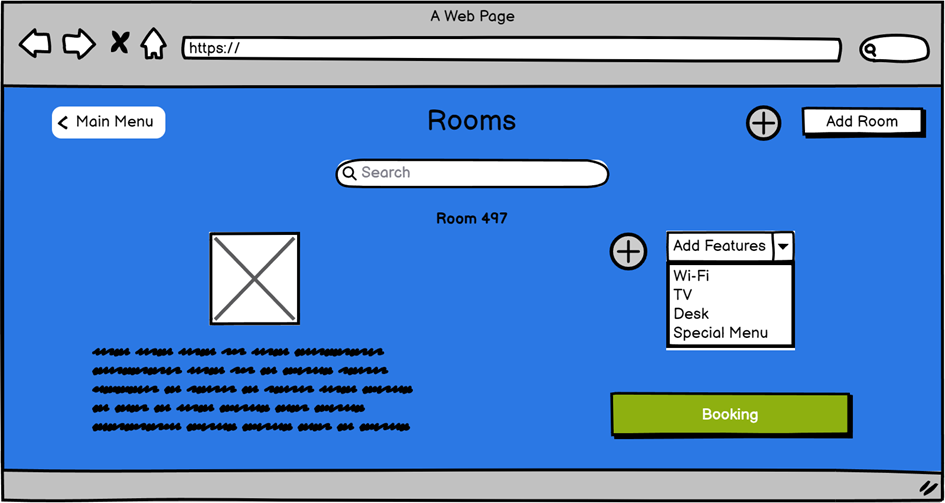 A Web Page
https://
Main Menu
Rooms
Add Room
Search
Room 497
Add Features
Wi-Fi
TV
Desk
Special Menu
Booking